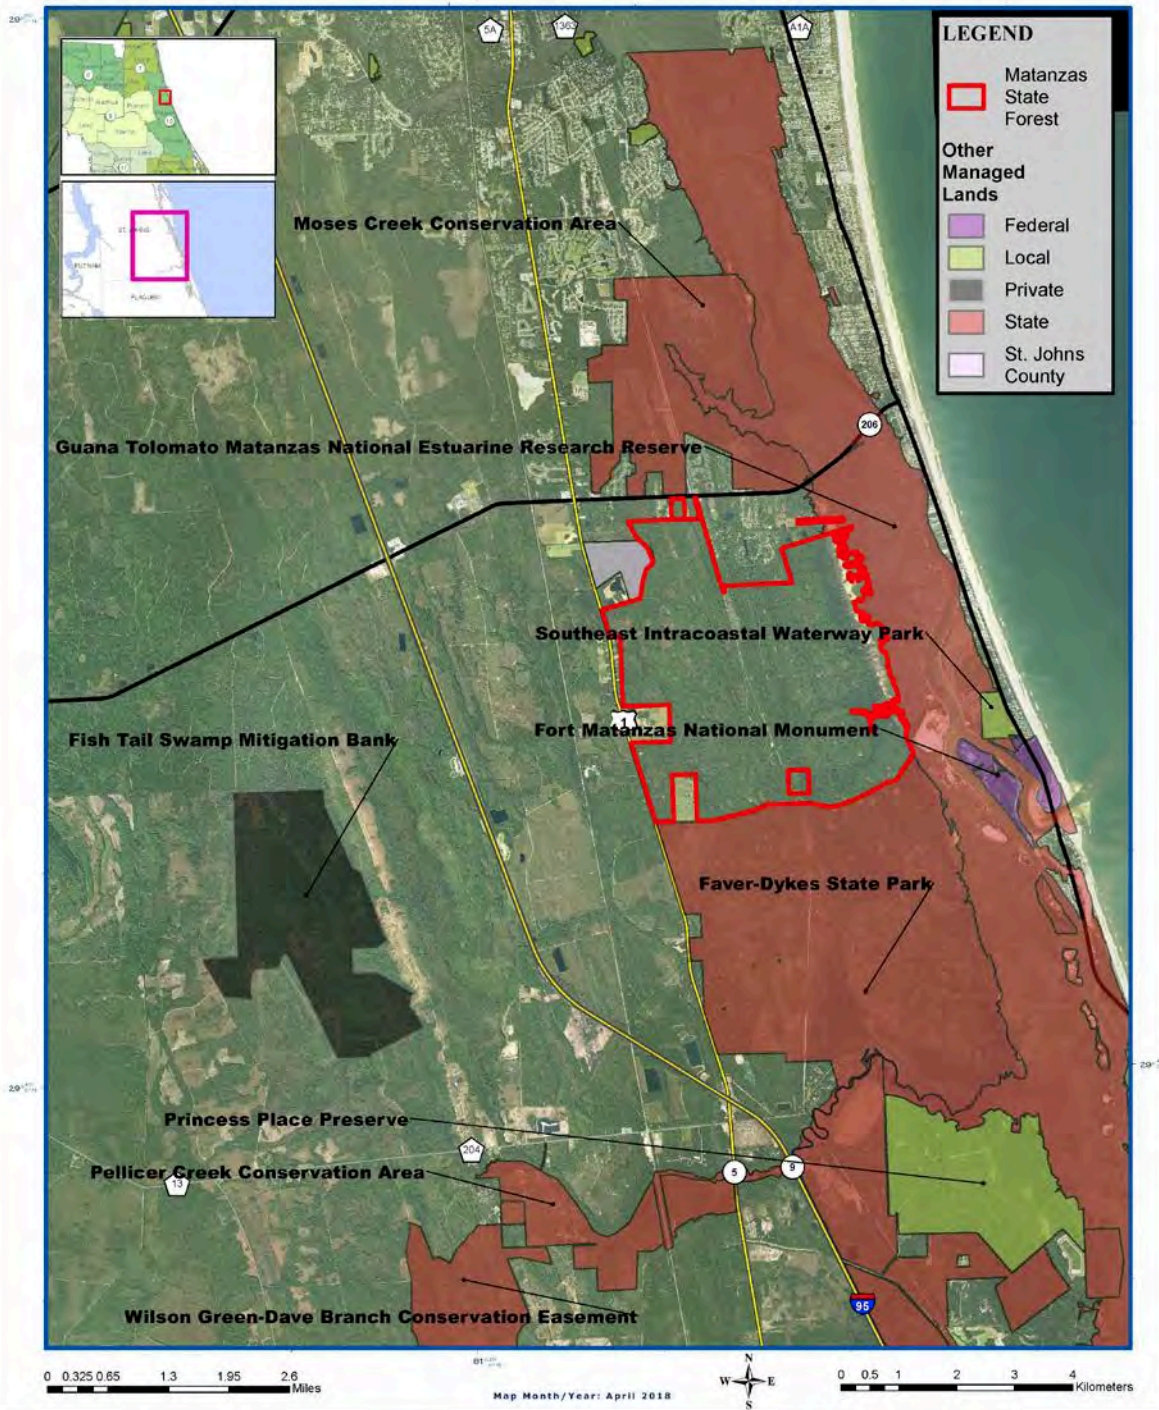 5A
1363
A1A
LEGEND
Matanzas
State
Forest
Other
Managed
Lands
Federal
Local
Private
State
St. Johns
County
Moses Creek Conservation Area
206
Guana Tolomato Matanzas National Estuarine Research Reserve
Southeast Intracoastal Waterway Park
1
Fort Matanzas National Monument
Fish Tail Swamp Mitigation Bank
Faver-Dykes State Park
Princess Place Preserve
204
Pellicer Creek Conservation Area
13
5
9
95
Wilson Green-Dave Branch Conservation Easement
0 0.325 0.65 1.3 1.95 2.6
Miles
Map Month/Year: April 2018
N
W E
S
0 0.5 1 2 3 4
Kilometers